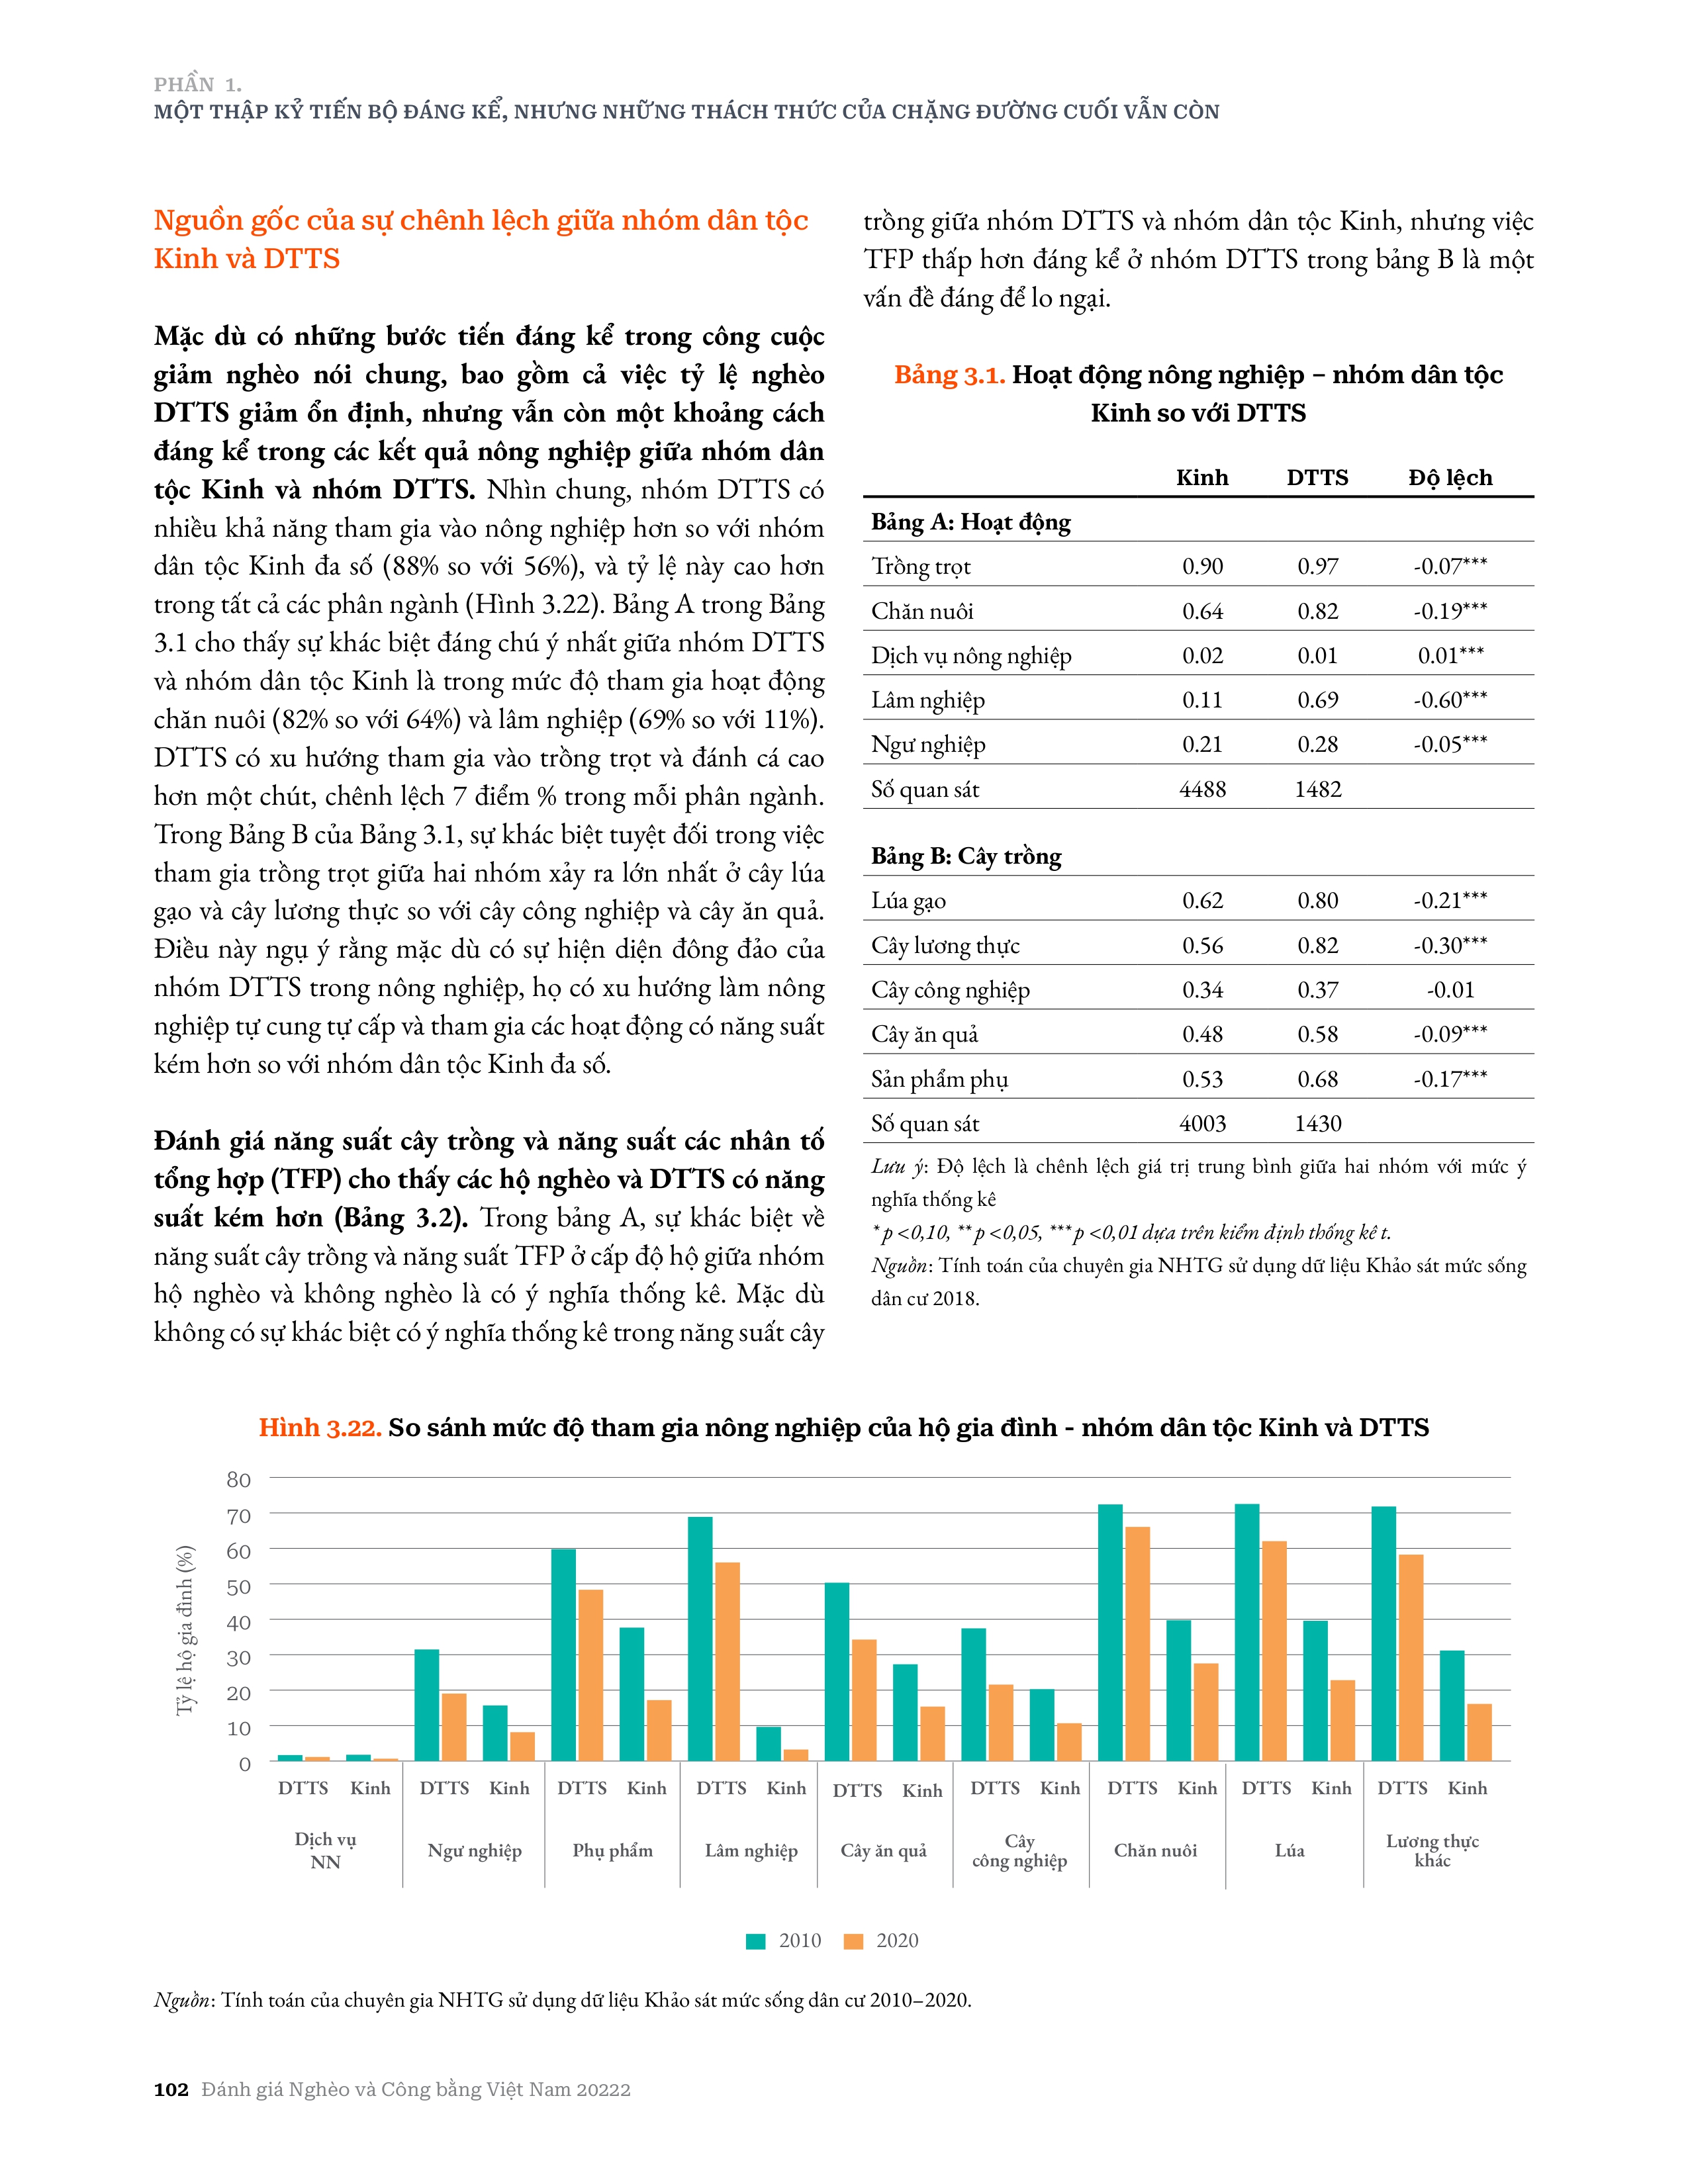 PHẦN 1.
MỘT THẬP KỶ TIẾN BỘ ĐÁNG KỂ, NHƯNG NHỮNG THÁCH THỨC CỦA CHẶNG ĐƯỜNG CUỐI VẪN CÒN
Nguồn gốc của sự chênh lệch giữa nhóm dân tộc
Kinh và DTTS
Mặc dù có những bước tiến đáng kể trong công cuộc
giảm nghèo nói chung, bao gồm cả việc tỷ lệ nghèo
DTTS giảm ổn định, nhưng vẫn còn một khoảng cách
đáng kể trong các kết quả nông nghiệp giữa nhóm dân
tộc Kinh và nhóm DTTS. Nhìn chung, nhóm DTTS có
nhiều khả năng tham gia vào nông nghiệp hơn so với nhóm
dân tộc Kinh đa số (88% so với 56%), và tỷ lệ này cao hơn
trong tất cả các phân ngành (Hình 3.22). Bảng A trong Bảng
3.1 cho thấy sự khác biệt đáng chú ý nhất giữa nhóm DTTS
và nhóm dân tộc Kinh là trong mức độ tham gia hoạt động
chăn nuôi (82% so với 64%) và lâm nghiệp (69% so với 11%).
DTTS có xu hướng tham gia vào trồng trọt và đánh cá cao
hơn một chút, chênh lệch 7 điểm % trong mỗi phân ngành.
Trong Bảng B của Bảng 3.1, sự khác biệt tuyệt đối trong việc
tham gia trồng trọt giữa hai nhóm xảy ra lớn nhất ở cây lúa
gạo và cây lương thực so với cây công nghiệp và cây ăn quả.
Điều này ngụ ý rằng mặc dù có sự hiện diện đông đảo của
nhóm DTTS trong nông nghiệp, họ có xu hướng làm nông
nghiệp tự cung tự cấp và tham gia các hoạt động có năng suất
kém hơn so với nhóm dân tộc Kinh đa số.
Đánh giá năng suất cây trồng và năng suất các nhân tố
tổng hợp (TFP) cho thấy các hộ nghèo và DTTS có năng
suất kém hơn (Bảng 3.2). Trong bảng A, sự khác biệt về
năng suất cây trồng và năng suất TFP ở cấp độ hộ giữa nhóm
hộ nghèo và không nghèo là có ý nghĩa thống kê. Mặc dù
không có sự khác biệt có ý nghĩa thống kê trong năng suất cây
trồng giữa nhóm DTTS và nhóm dân tộc Kinh, nhưng việc
TFP thấp hơn đáng kể ở nhóm DTTS trong bảng B là một
vấn đề đáng để lo ngại.
Bảng 3.1. Hoạt động nông nghiệp – nhóm dân tộc
Kinh so với DTTS
Kinh DTTS Độ lệch
Bảng A: Hoạt động
Trồng trọt 0.90 0.97 -0.07***
Chăn nuôi 0.64 0.82 -0.19***
Dịch vụ nông nghiệp 0.02 0.01 0.01***
Lâm nghiệp 0.11 0.69 -0.60***
Ngư nghiệp 0.21 0.28 -0.05***
Số quan sát 4488 1482
Bảng B: Cây trồng
Lúa gạo 0.62 0.80 -0.21***
Cây lương thực 0.56 0.82 -0.30***
Cây công nghiệp 0.34 0.37 -0.01
Cây ăn quả 0.48 0.58 -0.09***
Sản phẩm phụ 0.53 0.68 -0.17***
Số quan sát 4003 1430
Lưu ý: Độ lệch là chênh lệch giá trị trung bình giữa hai nhóm với mức ý
nghĩa thống kê
* p <0,10, ** p <0,05, *** p <0,01 dựa trên kiểm định thống kê t.
Nguồn: Tính toán của chuyên gia NHTG sử dụng dữ liệu Khảo sát mức sống
dân cư 2018.
Hình 3.22. So sánh mức độ tham gia nông nghiệp của hộ gia đình - nhóm dân tộc Kinh và DTTS
Tỷ lệ hộ gia đình (%)
80
70
60
50
40
30
20
10
0
DTTS Kinh DTTS Kinh DTTS Kinh DTTS Kinh DTTS Kinh DTTS Kinh DTTS Kinh DTTS Kinh DTTS Kinh
Dịch vụ
NN
Ngư nghiệp
Phụ phẩm
Lâm nghiệp
Cây ăn quả
Cây
công nghiệp
Chăn nuôi
Lúa
Lương thực
khác
2010 2020
Nguồn: Tính toán của chuyên gia NHTG sử dụng dữ liệu Khảo sát mức sống dân cư 2010–2020.
102 Đánh giá Nghèo và Công bằng Việt Nam 20222